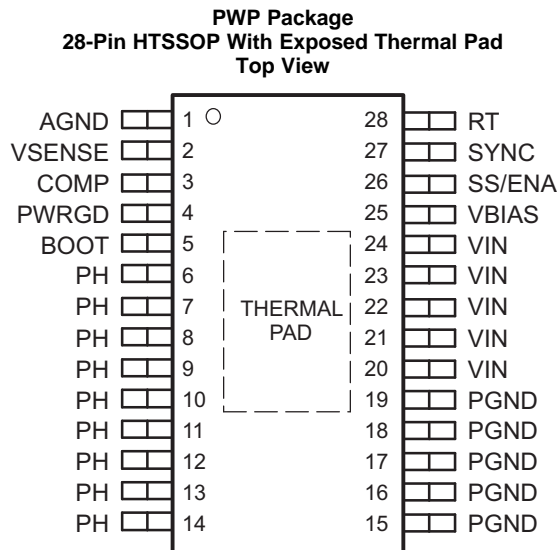 PWP Package
28-Pin HTSSOP With Exposed Thermal Pad
Top View
AGND 1 28 RT
VSENSE 2 27 SYNC
COMP 3 26 SS/ENA
PWRGD 4 25 VBIAS
BOOT 5 24 VIN
PH 6 23 VIN
PH 7 22 VIN
PH 8 21 VIN
PH 9 20 VIN
PH 10 19 PGND
PH 11 18 PGND
PH 12 17 PGND
PH 13 16 PGND
PH 14 15 PGND
THERMAL
PAD